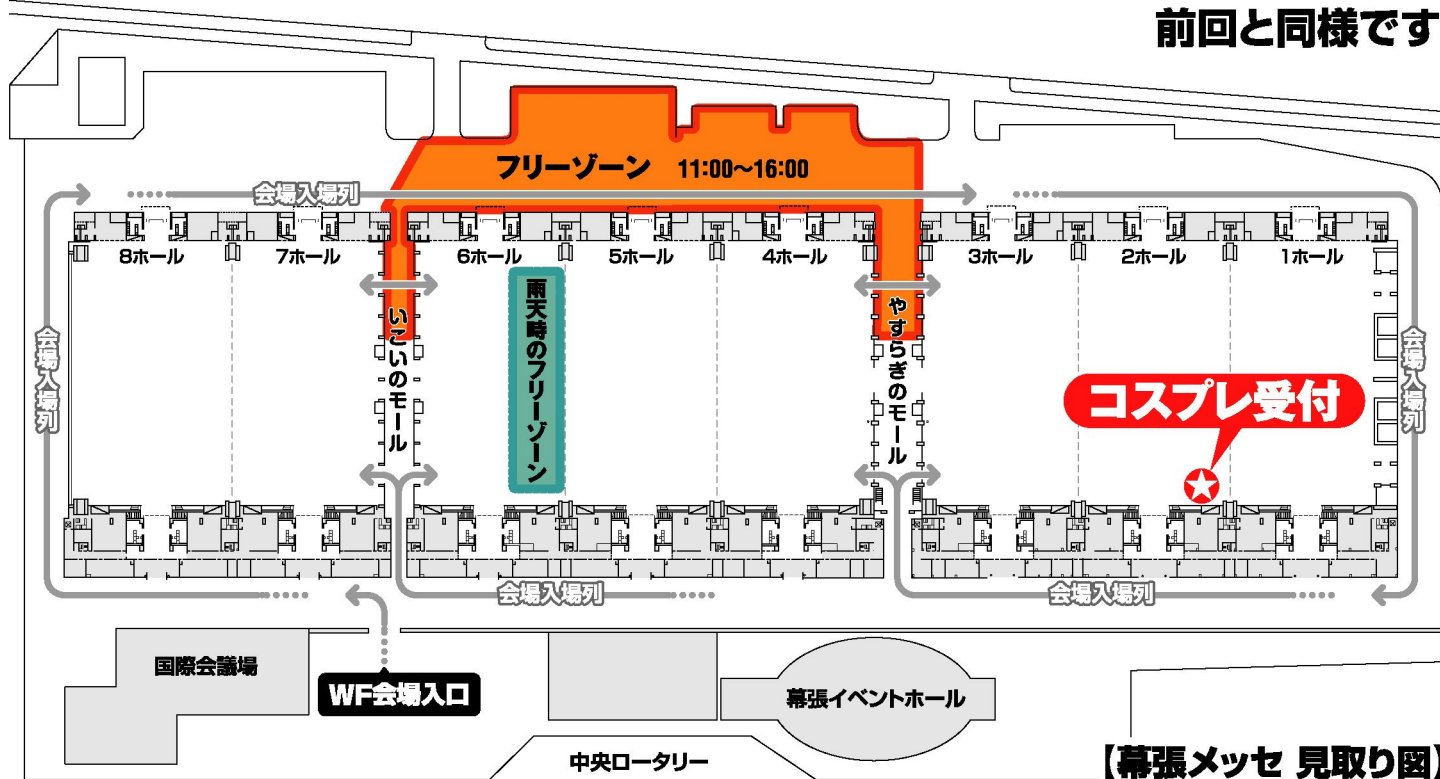 前回と同様です
フリーゾーン 11:00〜16:00
会場入場列
8ホール
7ホール
6ホール
5ホール
4ホール
3ホール
2ホール
1ホール
会場入場列
いこいのモール
雨天時のフリーゾーン
やすらぎのモール
コスプレ受付
会場入場列
会場入場列
会場入場列
国際会議場
WF会場入口
幕張イベントホール
中央ロータリー
【幕張メッセ 見取り図】